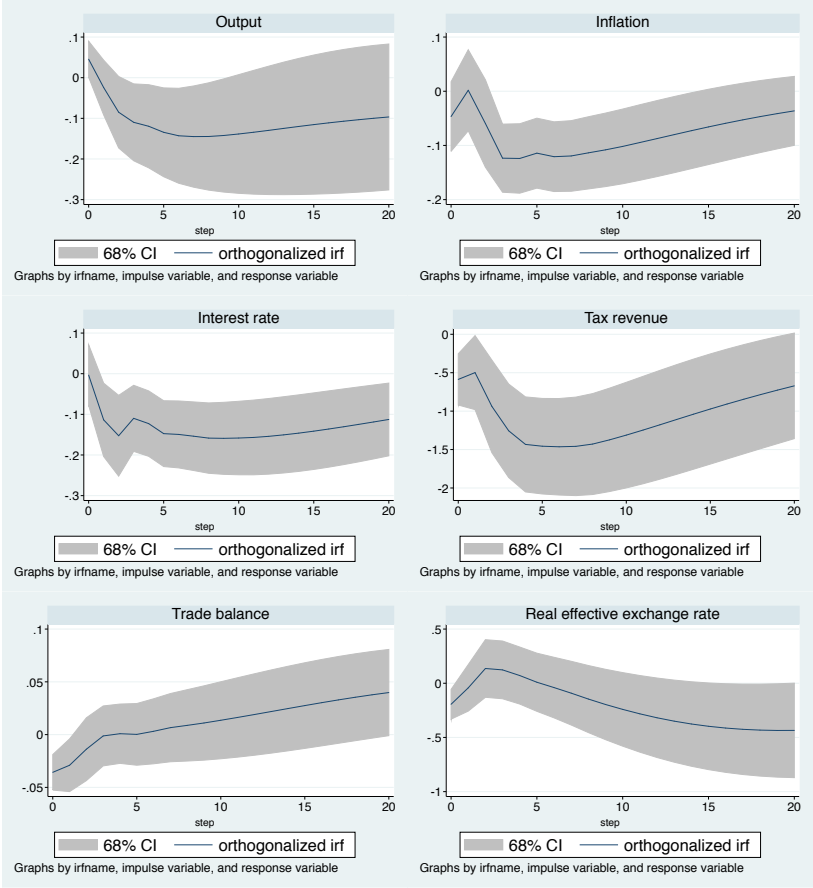 Output
.1
0
-.1
-.2
-.3
0 5 10 15 20
step
68% CI orthogonalized irf
Graphs by irfname, impulse variable, and response variable
Inflation
.1
0
-.1
-.2
0 5 10 15 20
step
68% CI orthogonalized irf
Graphs by irfname, impulse variable, and response variable
Interest rate
.1
0
-.1
-.2
-.3
0 5 10 15 20
step
68% CI orthogonalized irf
Graphs by irfname, impulse variable, and response variable
Tax revenue
0
-.5
-1
-1.5
-2
0 5 10 15 20
step
68% CI orthogonalized irf
Graphs by irfname, impulse variable, and response variable
Trade balance
.1
.05
0
-.05
0 5 10 15 20
step
68% CI orthogonalized irf
Graphs by irfname, impulse variable, and response variable
Real effective exchange rate
.5
0
-.5
-1
0 5 10 15 20
step
68% CI orthogonalized irf
Graphs by irfname, impulse variable, and response variable